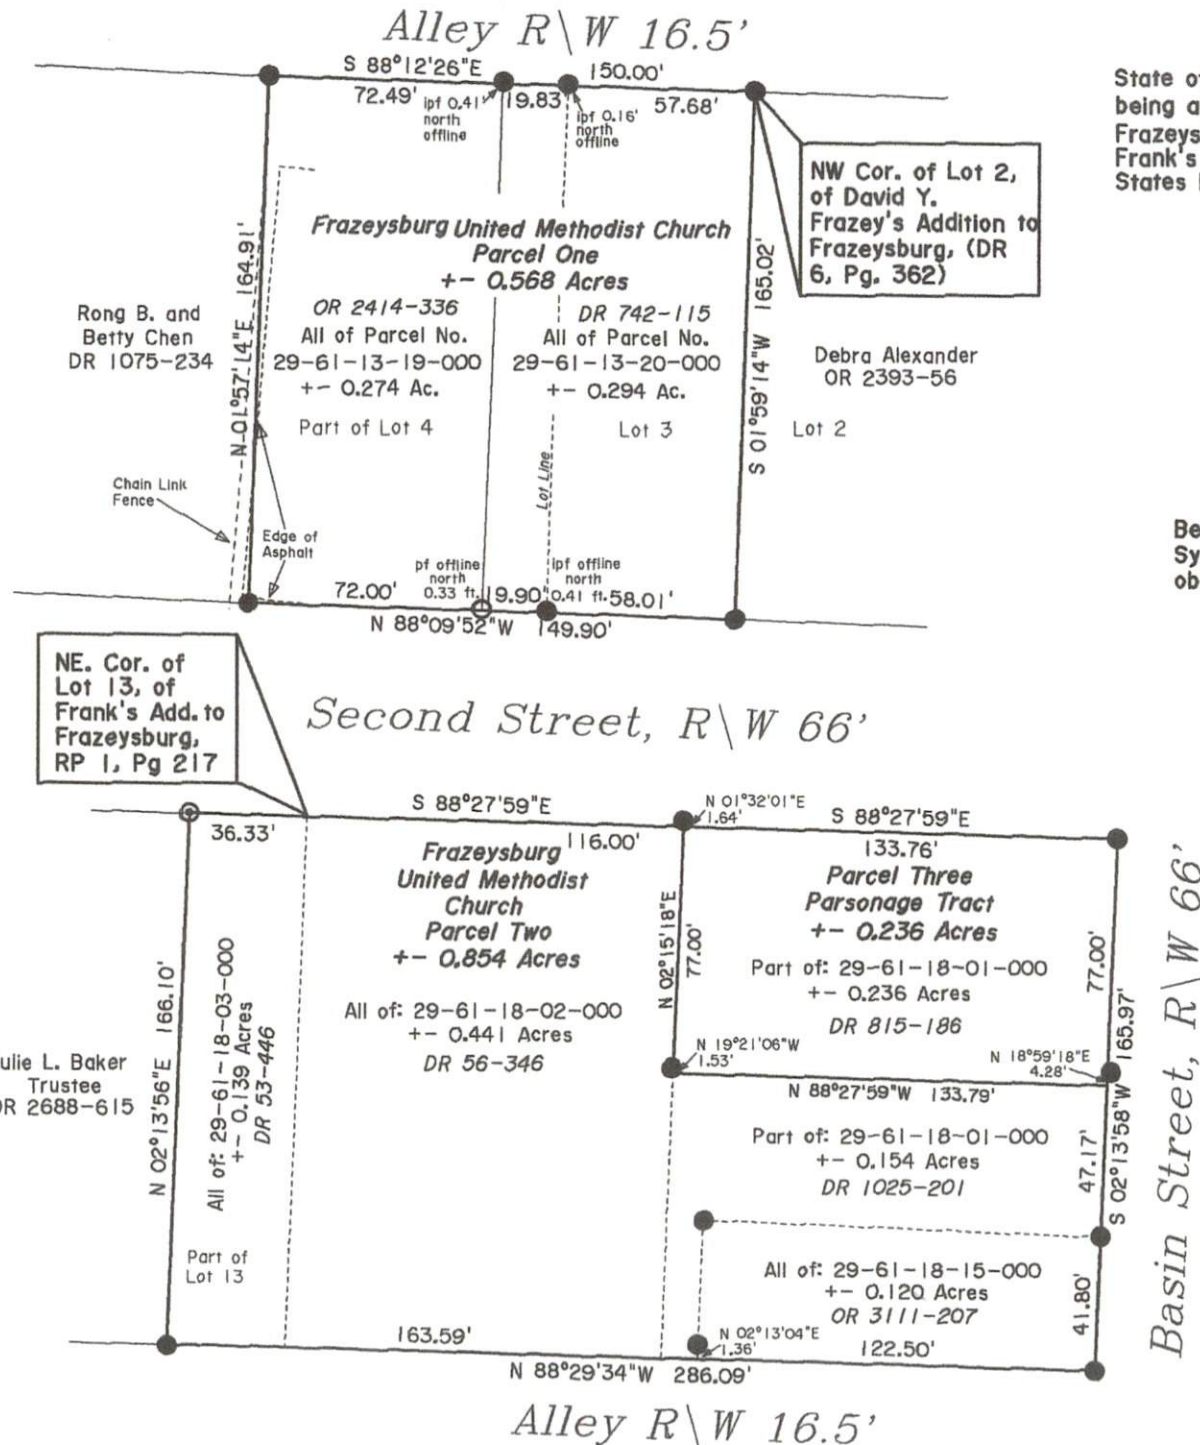 Alley R\W 16.5'
S 88°12'26"E
150.00'
72.49'
ipf 0.41'
north
offline
19.83
ipf 0.16'
north
offline
57.68'
State of
being a
Frazeys
Frank's
States
NW Cor. of Lot 2,
of David Y.
Frazey's Addition to
Frazeysburg, (DR
6, Pg. 362)
Frazeysburg United Methodist Church
Parcel One
+- 0.568 Acres
OR 2414-336
All of Parcel No.
29-61-13-19-000
+- 0.274 Ac.
Part of Lot 4
DR 742-115
All of Parcel No.
29-61-13-20-000
+- 0.294 Ac.
Lot 3
Rong B. and
Betty Chen
DR 1075-234
N 01°57'14"E 164.91'
S 01°59'14"W 165.02'
Debra Alexander
OR 2393-56
Lot 2
Lot Line
Chain Link
Fence
Edge of
Asphalt
Be
Sy
ob
72.00'
pf offline
north
0.33 ft.
19.90'
ipf offline
north
0.41 ft.
58.01'
N 88°09'52"W 149.90'
NE. Cor. of
Lot 13, of
Frank's Add. to
Frazeysburg,
RP 1, Pg 217
Second Street, R\W 66'
S 88°27'59"E
N 01°32'01"E
1.64'
S 88°27'59"E
36.33'
116.00'
133.76'
Frazeysburg
United Methodist
Church
Parcel Two
+- 0.854 Acres
All of: 29-61-18-02-000
+- 0.441 Acres
DR 56-346
Parcel Three
Parsonage Tract
+- 0.236 Acres
Part of: 29-61-18-01-000
+- 0.236 Acres
DR 815-186
N 02°15'18"E
77.00'
77.00'
165.97'
S 02°13'58"W
Basin Street, R\W 66'
N 02°13'56"E 166.10'
All of: 29-61-18-03-000
+- 0.139 Acres
DR 53-446
ulie L. Baker
Trustee
OR 2688-615
N 19°21'06"W
1.53'
N 18°59'18"E
4.28'
N 88°27'59"W 133.79'
Part of: 29-61-18-01-000
+- 0.154 Acres
DR 1025-201
47.17'
Part of
Lot 13
All of: 29-61-18-15-000
+- 0.120 Acres
OR 3111-207
41.80'
163.59'
N 02°13'04"E
1.36'
122.50'
N 88°29'34"W 286.09'
Alley R\W 16.5'